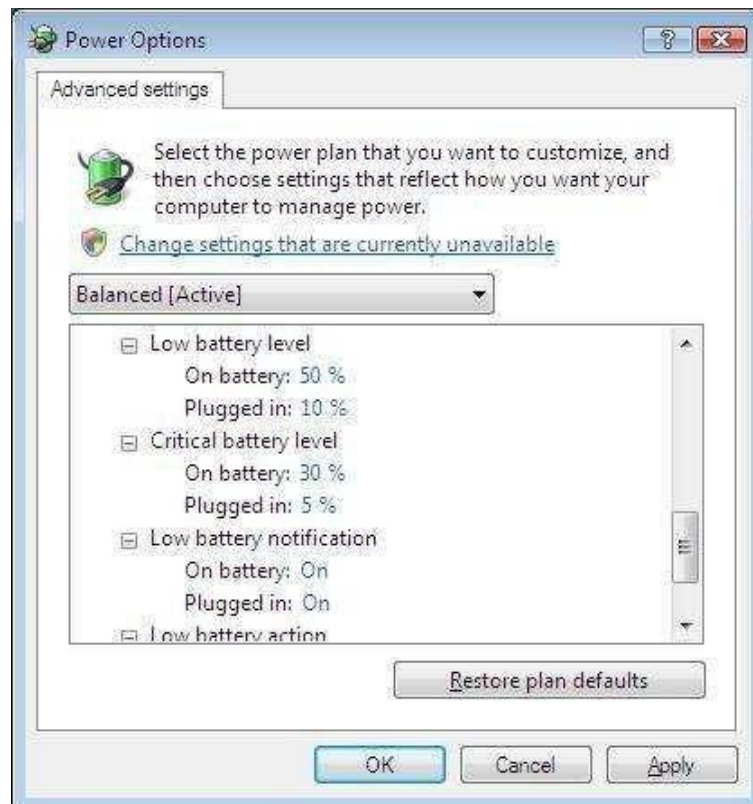 Power Options
Advanced settings
Select the power plan that you want to customize, and
then choose settings that reflect how you want your
computer to manage power.
Change settings that are currently unavailable
Balanced [Active]
Low battery level
On battery: 50 %
Plugged in: 10 %
Critical battery level
On battery: 30 %
Plugged in: 5 %
Low battery notification
On battery: On
Plugged in: On
Low battery action
Restore plan defaults
OK Cancel Apply